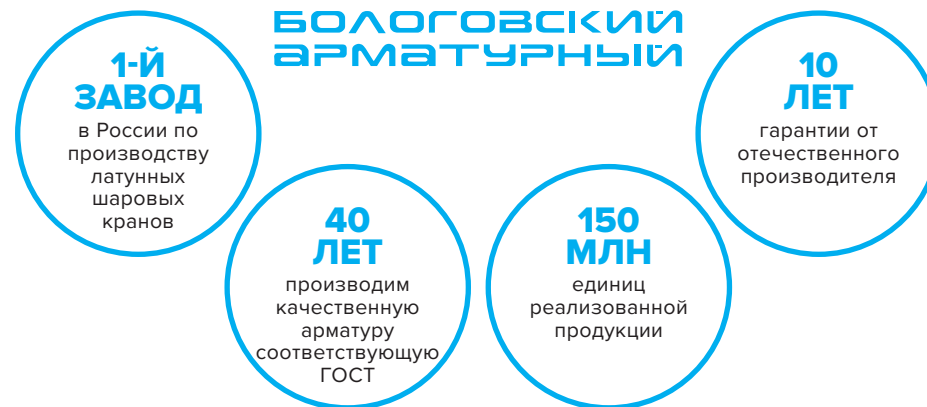 БОЛОГОВСКИЙ
АРМАТУРНЫЙ
1-Й
ЗАВОД
в России по
производству
латунных
шаровых
кранов
40
ЛЕТ
производим
качественную
арматуру
соответствующую
ГОСТ
150
МЛН
единиц
реализованной
продукции
10
ЛЕТ
гарантии от
отечественного
производителя